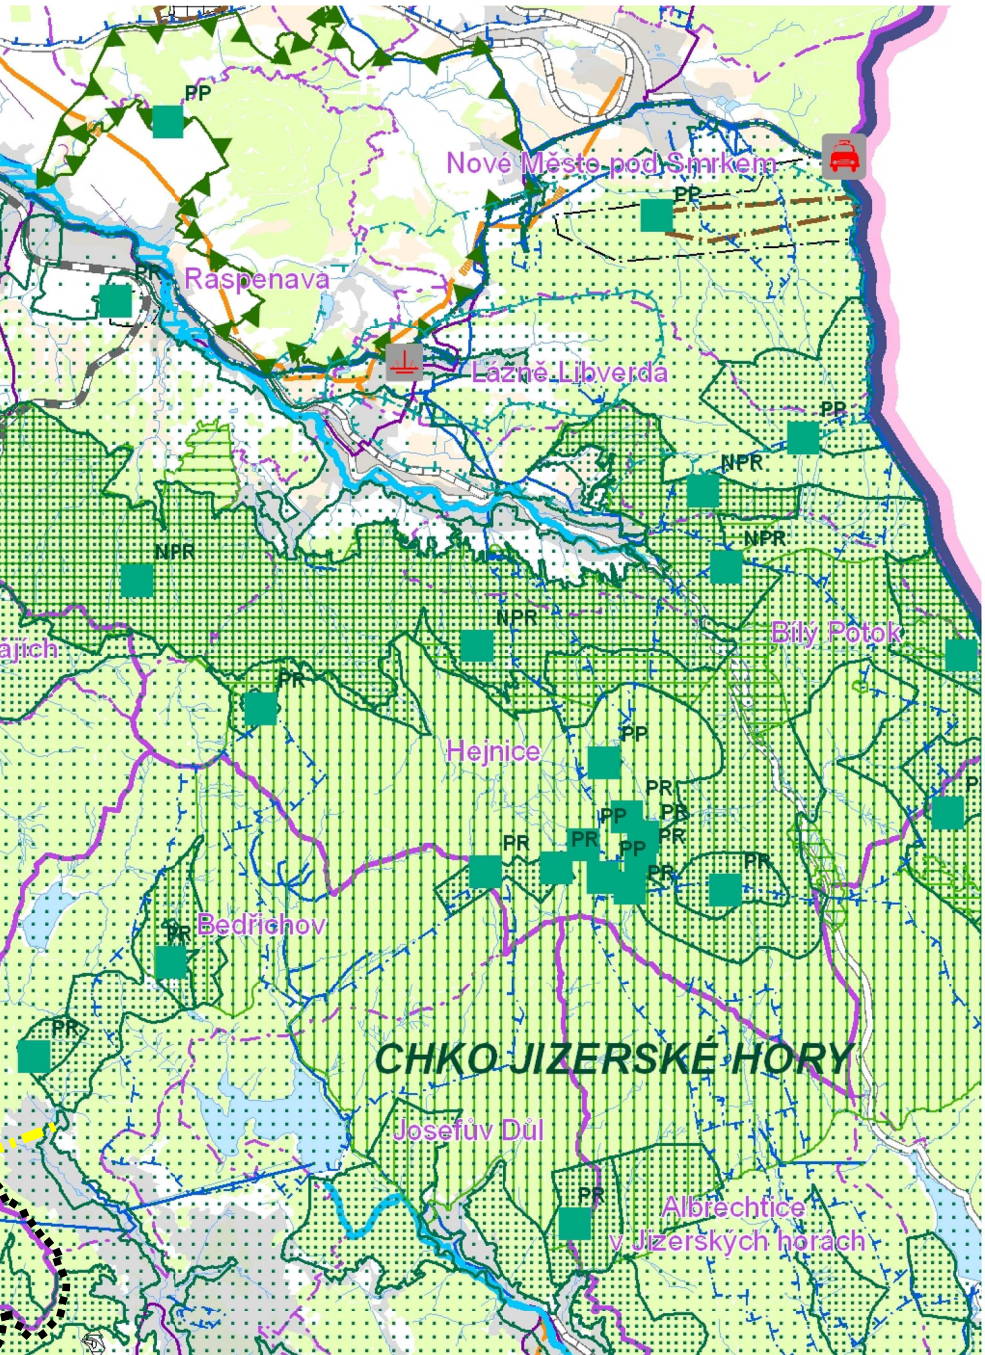 PP
Nové Město pod Smrkem
PP
PR
Raspenava
Lázně Libverda
PP
NPR
NPR
NPR
NPR
Bílý Potok
ájích
PR
PP
Hejnice
PR
PR
PP
PR
PR
PR
PP
PR
PR
Bedřichov
PR
PR
CHKO JIZERSKÉ HORY
Josefův Důl
PR
Albrechtice
v Jizerských horách